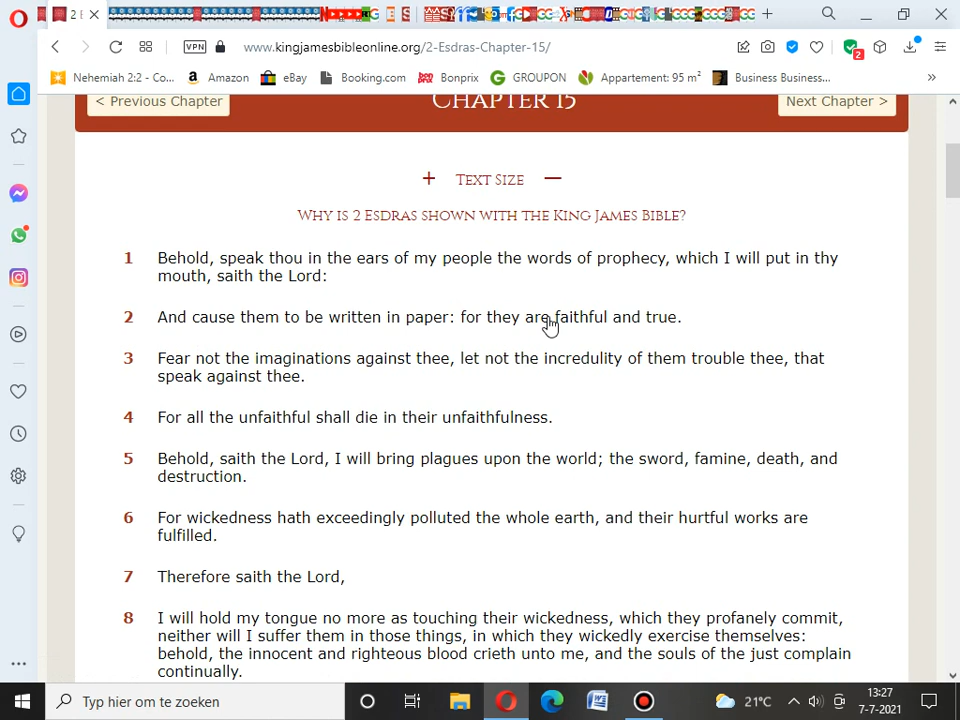 2 E
VPN
www.kingjamesbibleonline.org/2-Esdras-Chapter-15/
2
Nehemiah 2:2 - Co...
Amazon
eBay
Booking.com
Bonprix
GROUPON
Appartement: 95 m²
Business Business...
»
< Previous Chapter
CHAPTER 15
Next Chapter >
+ TEXT SIZE –
WHY IS 2 ESDRAS SHOWN WITH THE KING JAMES BIBLE?
1 Behold, speak thou in the ears of my people the words of prophecy, which I will put in thy
mouth, saith the Lord:
2 And cause them to be written in paper: for they are faithful and true.
3 Fear not the imaginations against thee, let not the incredulity of them trouble thee, that
speak against thee.
4 For all the unfaithful shall die in their unfaithfulness.
5 Behold, saith the Lord, I will bring plagues upon the world; the sword, famine, death, and
destruction.
6 For wickedness hath exceedingly polluted the whole earth, and their hurtful works are
fulfilled.
7 Therefore saith the Lord,
8 I will hold my tongue no more as touching their wickedness, which they profanely commit,
neither will I suffer them in those things, in which they wickedly exercise themselves:
behold, the innocent and righteous blood crieth unto me, and the souls of the just complain
continually.
Typ hier om te zoeken
21°C
13:27
7-7-2021